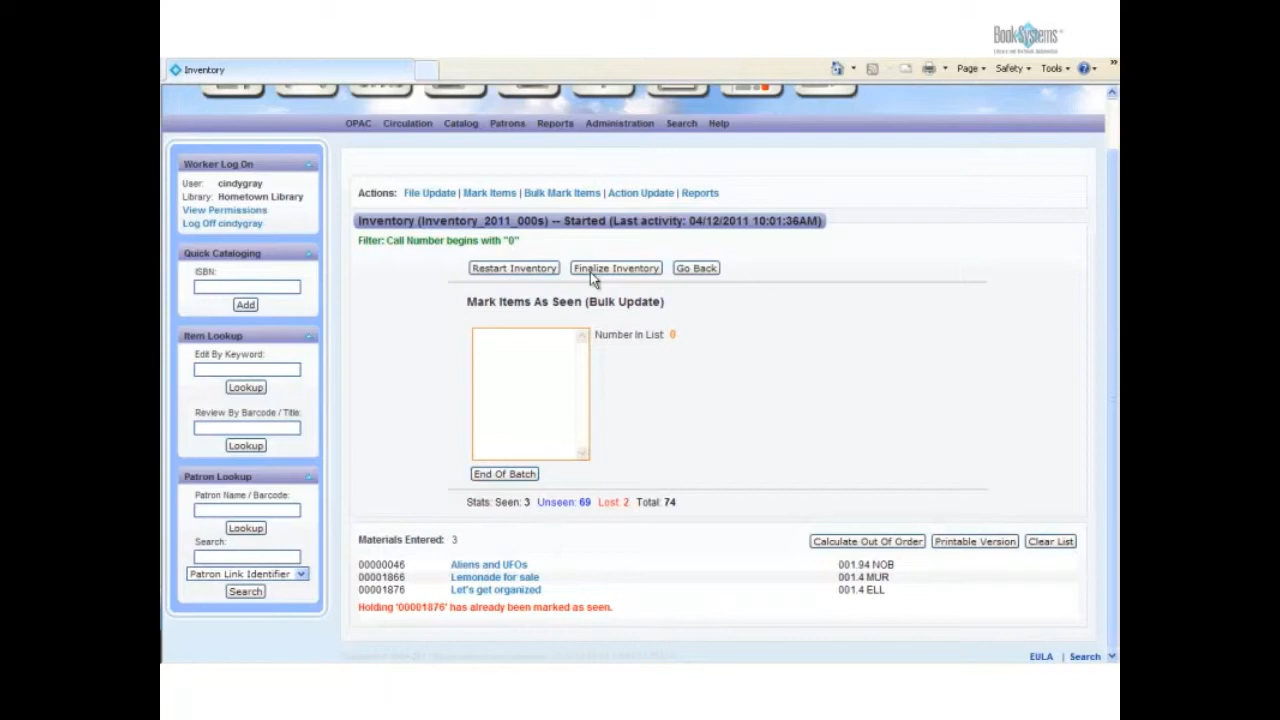 Book Systems
Inventory
Page
Safety
Tools
OPAC Circulation Catalog Patrons Reports Administration Search Help
Worker Log On
User: cindygray
Library: Hometown Library
View Permissions
Log Off cindygray
Quick Cataloging
ISBN:
Add
Item Lookup
Edit By Keyword:
Lookup
Review By Barcode / Title:
Lookup
Patron Lookup
Patron Name / Barcode:
Lookup
Search:
Patron Link Identifier
Search
Actions: File Update | Mark Items | Bulk Mark Items | Action Update | Reports
Inventory (Inventory_2011_000s) -- Started (Last activity: 04/12/2011 10:01:36AM)
Filter: Call Number begins with "0"
Restart Inventory Finalize Inventory Go Back
Mark Items As Seen (Bulk Update)
Number In List 0
End Of Batch
Stats: Seen: 3 Unseen: 69 Lost: 2 Total: 74
Materials Entered: 3
Calculate Out Of Order Printable Version Clear List
00000046 Aliens and UFOs 001.94 NOB
00001866 Lemonade for sale 001.4 MUR
00001876 Let's get organized 001.4 ELL
Holding '00001876' has already been marked as seen.
EULA | Search